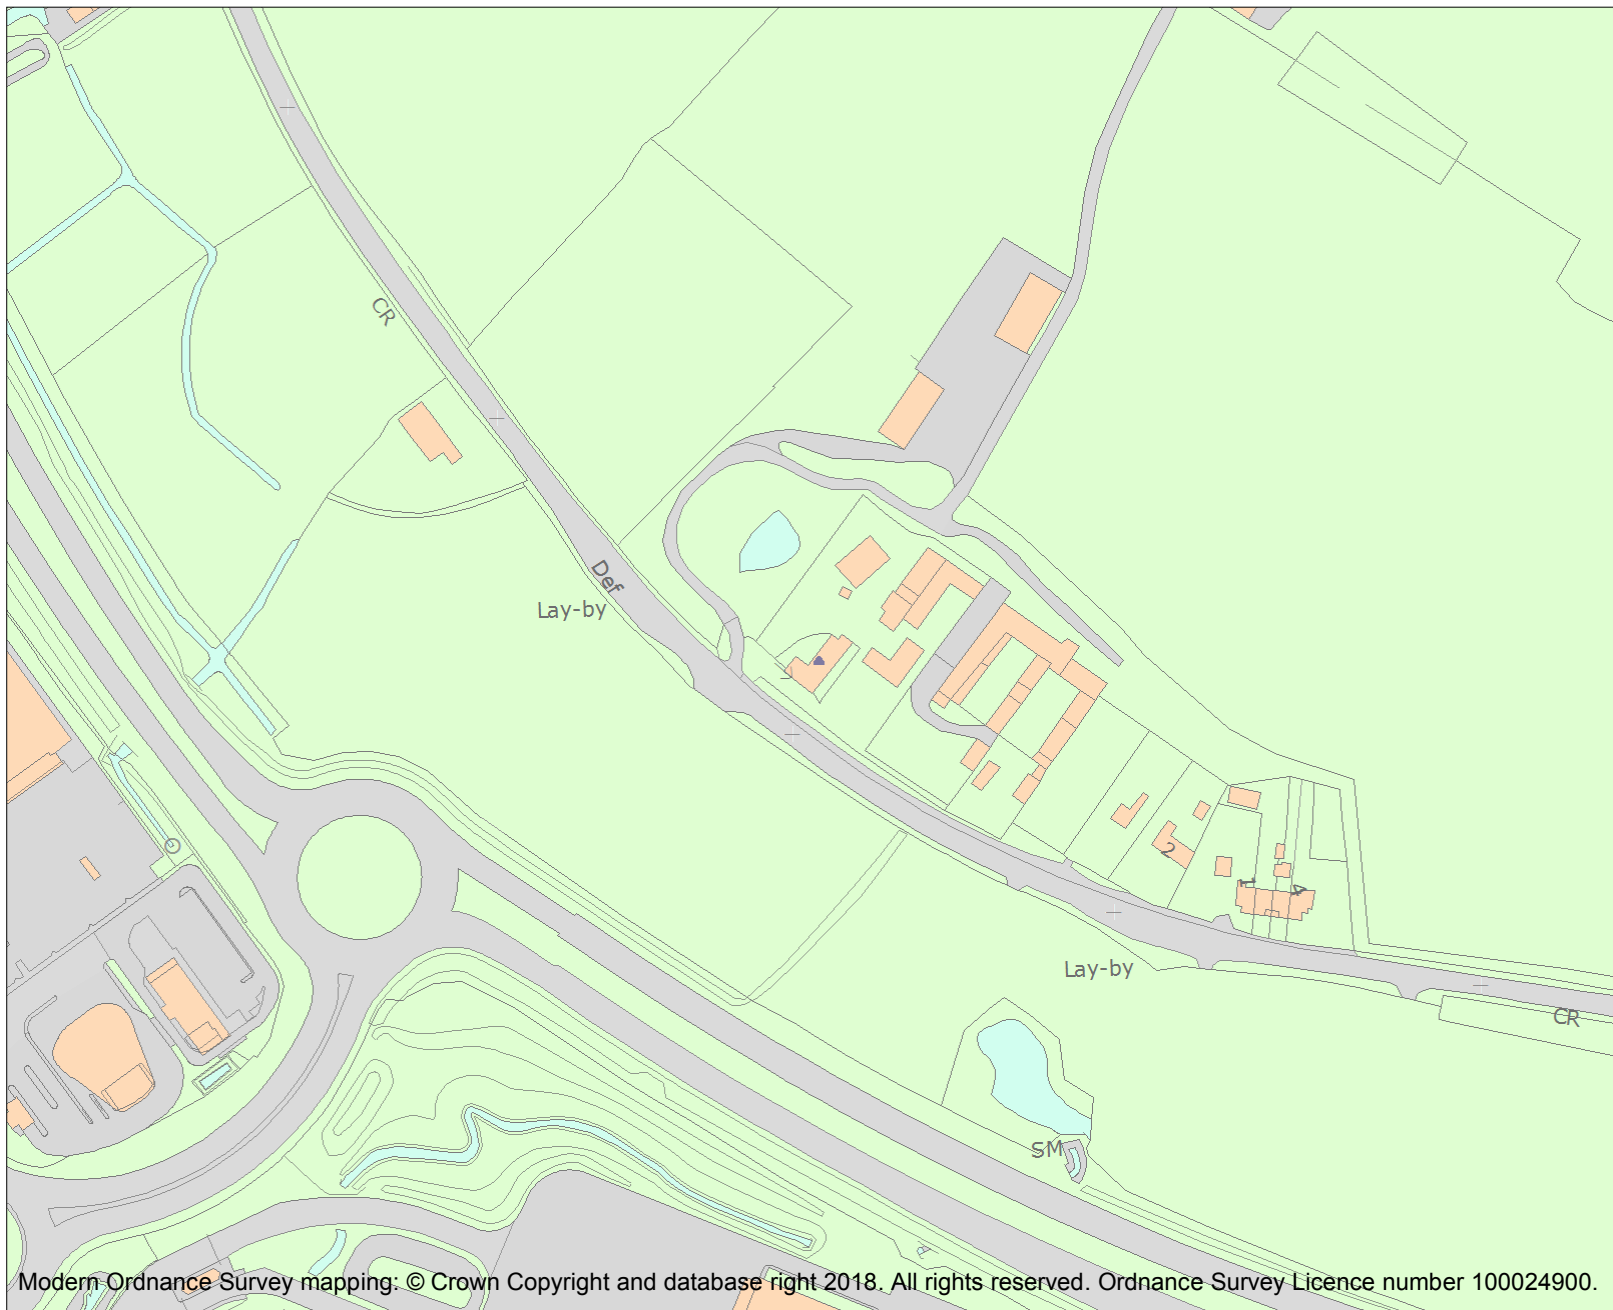 CR
Def
Lay-by
2
1
4
Lay-by
CR
SM
Modern Ordnance Survey mapping: © Crown Copyright and database right 2018. All rights reserved. Ordnance Survey Licence number 100024900.